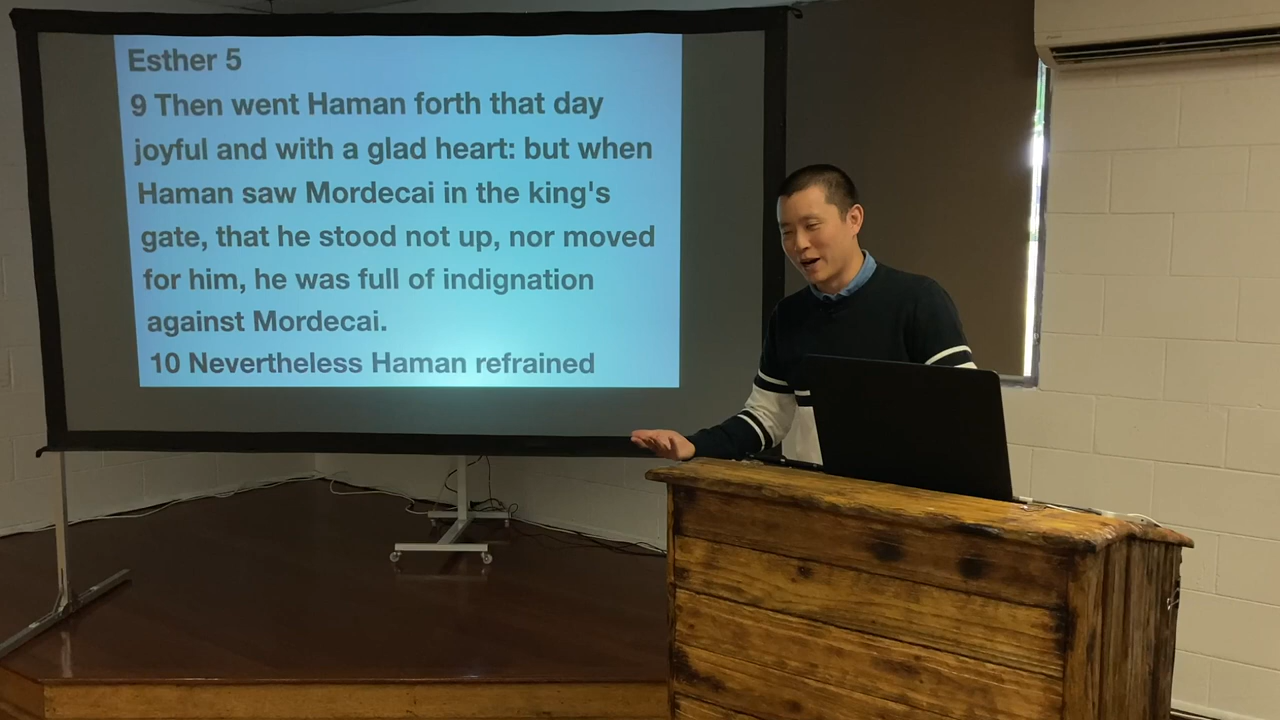 Esther 5
9 Then went Haman forth that day
joyful and with a glad heart: but when
Haman saw Mordecai in the king's
gate, that he stood not up, nor moved
for him, he was full of indignation
against Mordecai.
10 Nevertheless Haman refrained